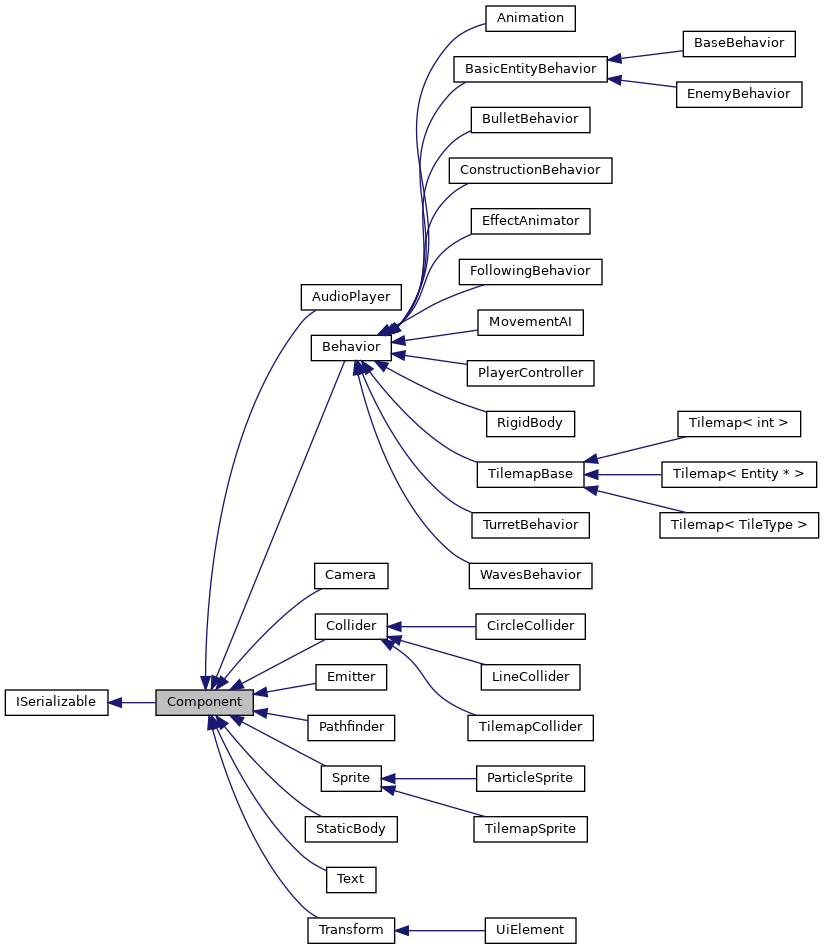 Animation
BaseBehavior
BasicEntityBehavior
EnemyBehavior
BulletBehavior
ConstructionBehavior
EffectAnimator
FollowingBehavior
AudioPlayer
MovementAI
Behavior
PlayerController
RigidBody
Tilemap< int >
TilemapBase
Tilemap< Entity * >
TurretBehavior
Tilemap< TileType >
Camera
WavesBehavior
Collider
CircleCollider
Emitter
LineCollider
ISerializable
Component
Pathfinder
TilemapCollider
Sprite
ParticleSprite
StaticBody
TilemapSprite
Text
Transform
UiElement